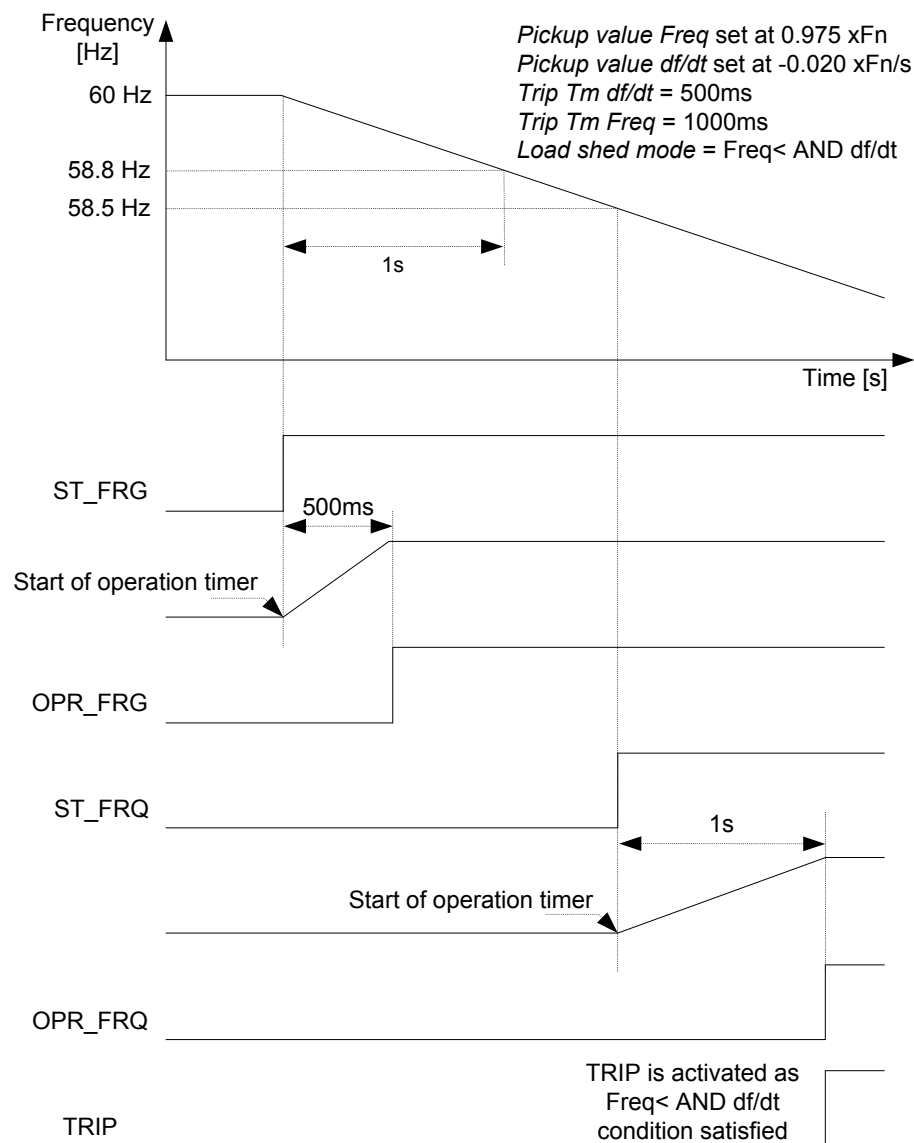 Frequency
[Hz]
Pickup value Freq set at 0.975 xFn
Pickup value df/dt set at -0.020 xFn/s
Trip Tm df/dt = 500ms
Trip Tm Freq = 1000ms
Load shed mode = Freq< AND df/dt
60 Hz
58.8 Hz
58.5 Hz
1s
Time [s]
ST_FRG
500ms
Start of operation timer
OPR_FRG
ST_FRQ
1s
Start of operation timer
OPR_FRQ
TRIP is activated as
Freq< AND df/dt
condition satisfied
TRIP